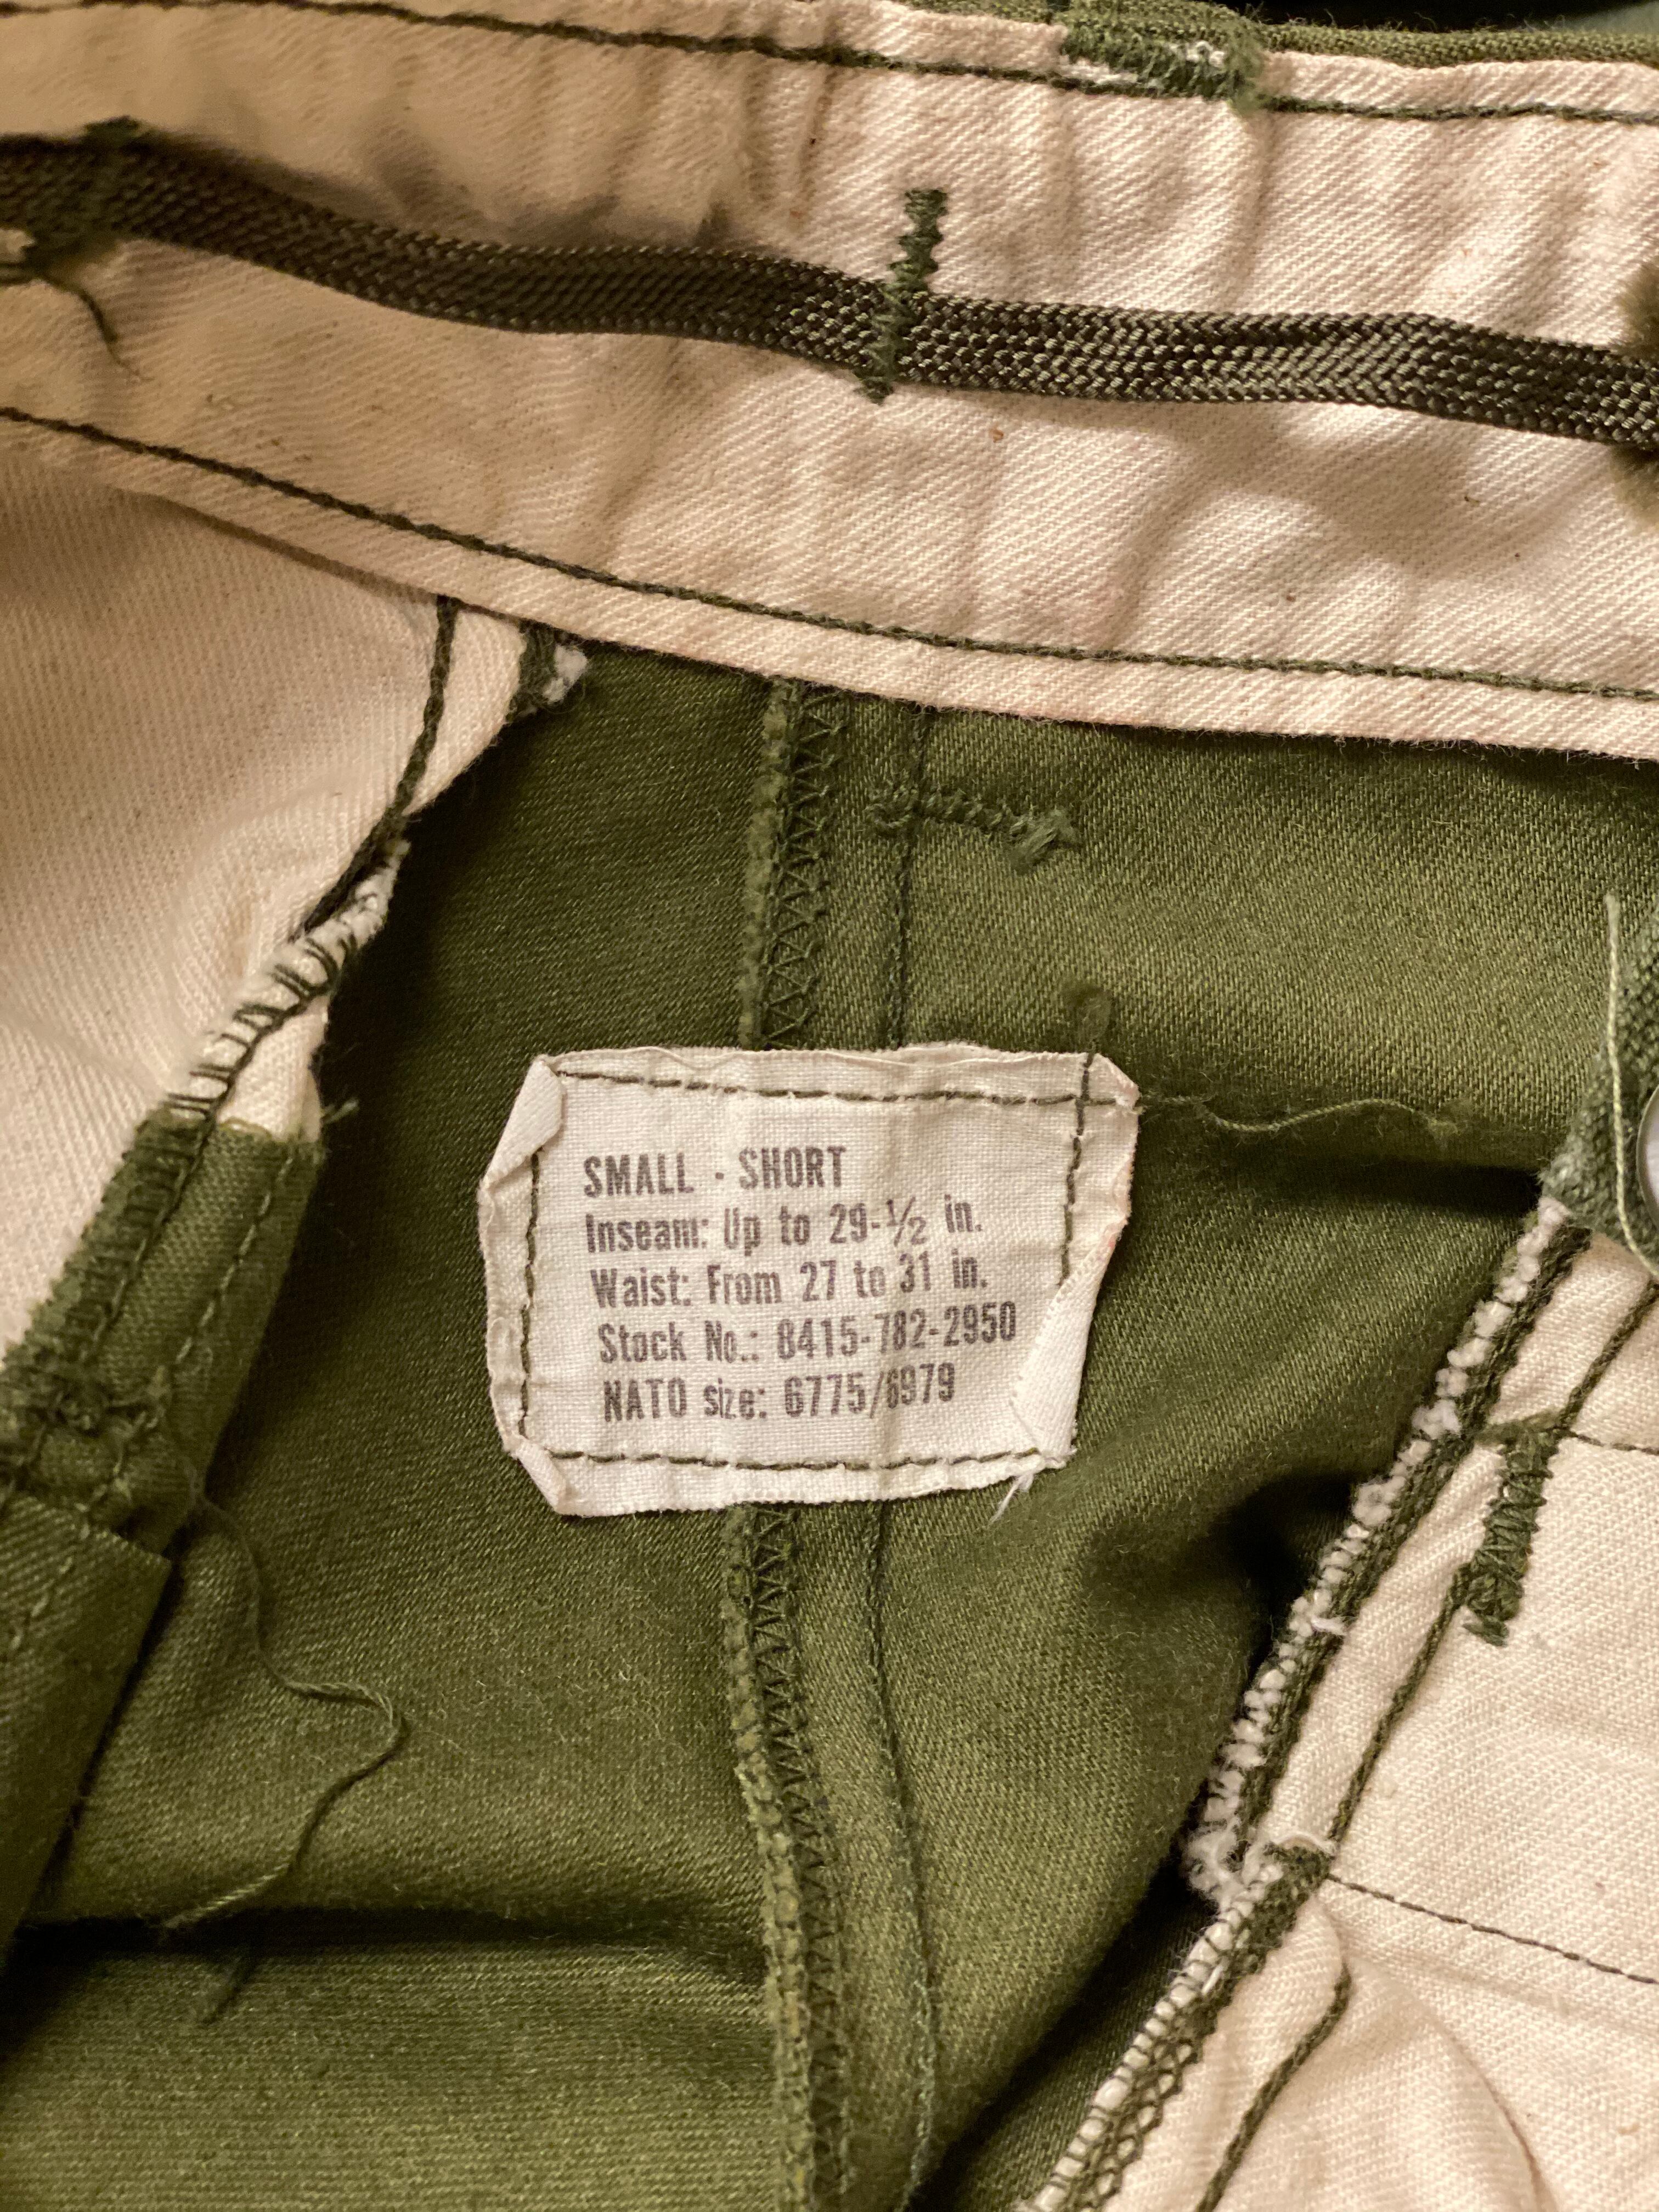 SMALL - SHORT
Inseam: Up to 29-½ in.
Waist: From 27 to 31 in.
Stock No.: 8415-782-2950
NATO size: 6775/6979